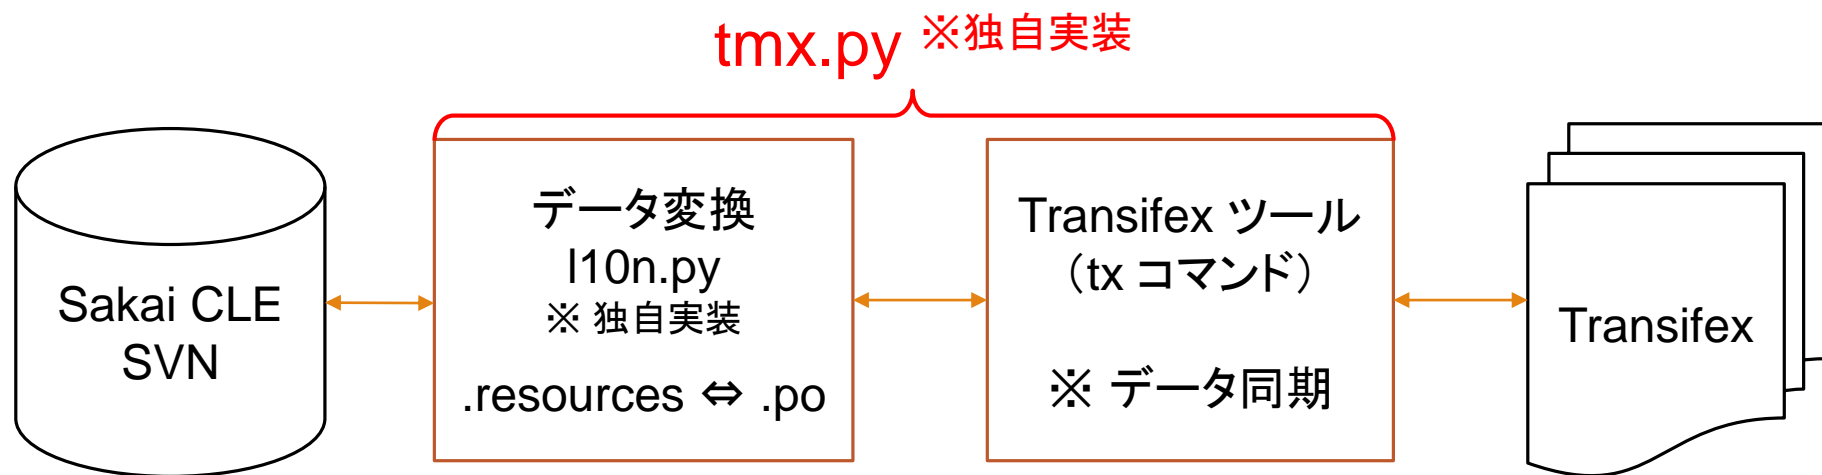 tmx.py ※独自実装
Sakai CLE
SVN
データ変換
l10n.py
※ 独自実装
.resources ⇔ .po
Transifex ツール
（tx コマンド）
※ データ同期
Transifex